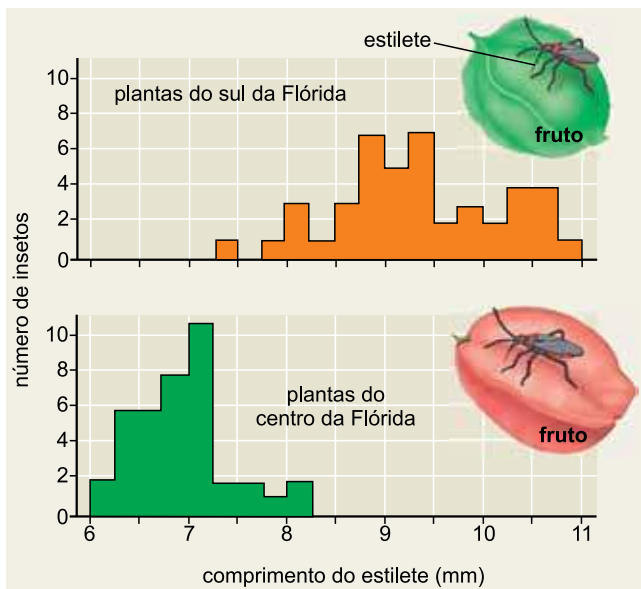 estilete
10
plantas do sul da Flórida
8
fruto
6
4
2
0
número de insetos
10
8
plantas do
centro da Flórida
fruto
6
4
2
0
6 7 8 9 10 11
comprimento do estilete (mm)